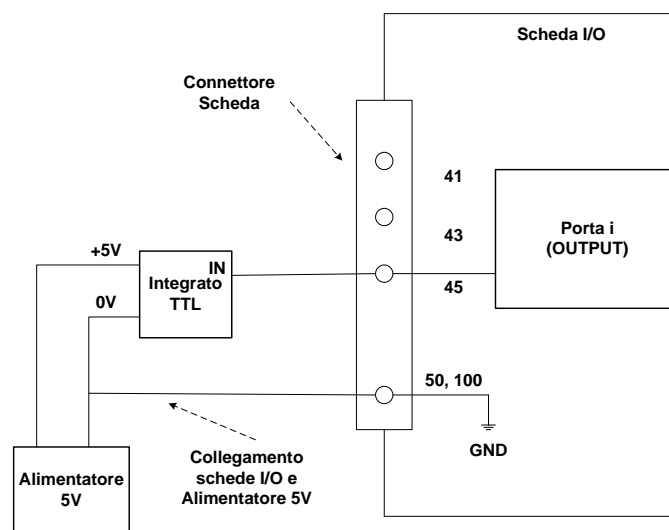 Scheda I/O
Connettore
Scheda
41
43
45
Porta i
(OUTPUT)
+5V
IN
Integrato
TTL
0V
50, 100
GND
Collegamento
schede I/O e
Alimentatore 5V
Alimentatore
5V